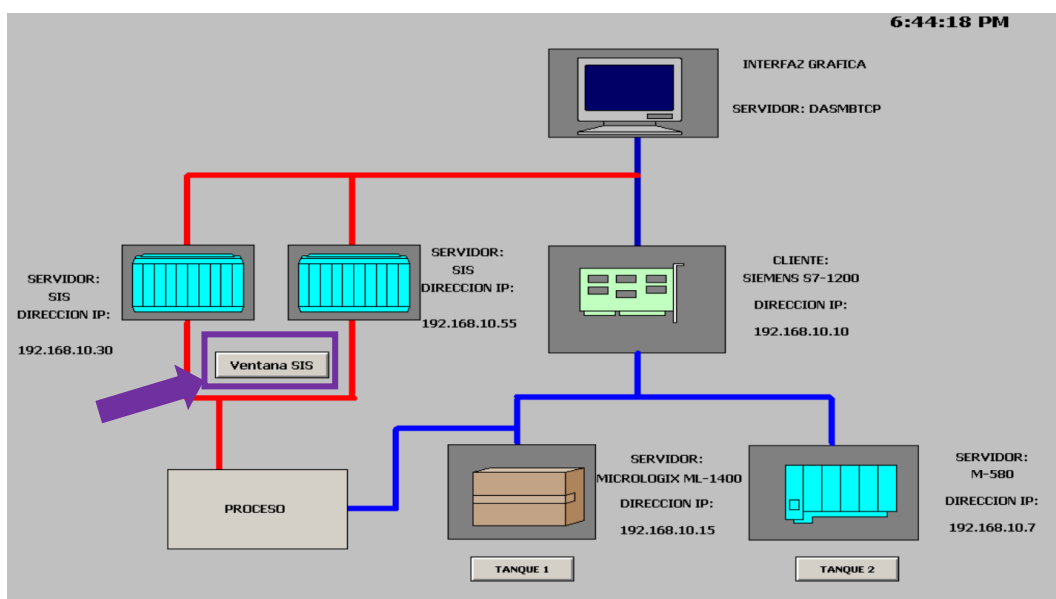 6:44:18 PM
INTERFAZ GRAFICA
SERVIDOR: DASMBTCP
SERVIDOR:
SIS
DIRECCION IP:
192.168.10.30
SERVIDOR:
SIS
DIRECCION IP:
192.168.10.55
CLIENTE:
SIEMENS S7-1200
DIRECCION IP:
192.168.10.10
Ventana SIS
PROCESO
SERVIDOR:
MICROLOGIX ML-1400
DIRECCION IP:
192.168.10.15
SERVIDOR:
M-580
DIRECCION IP:
192.168.10.7
TANQUE 1
TANQUE 2